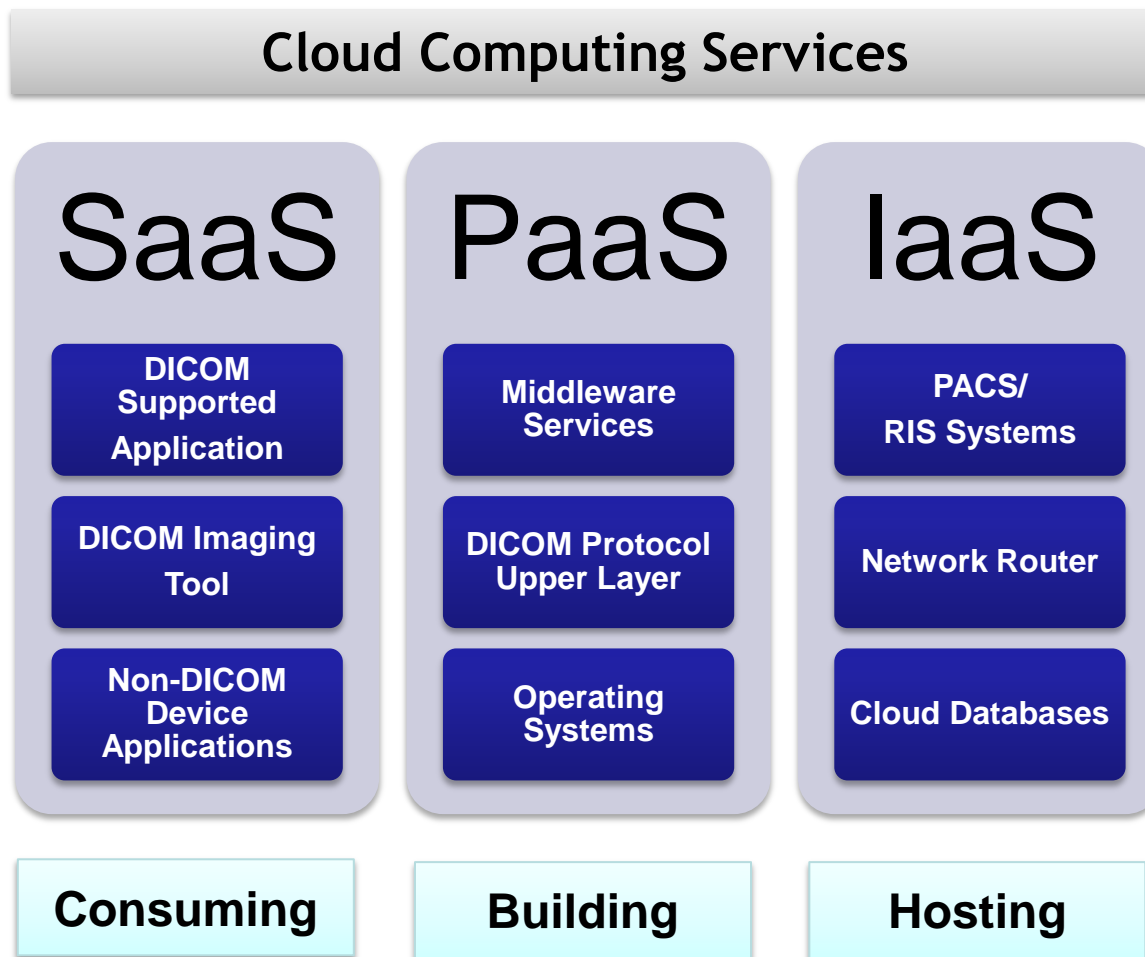 Cloud Computing Services
SaaS
DICOM
Supported
Application
DICOM Imaging
Tool
Non-DICOM
Device
Applications
Consuming
PaaS
Middleware
Services
DICOM Protocol
Upper Layer
Operating
Systems
Building
IaaS
PACS/
RIS Systems
Network Router
Cloud Databases
Hosting